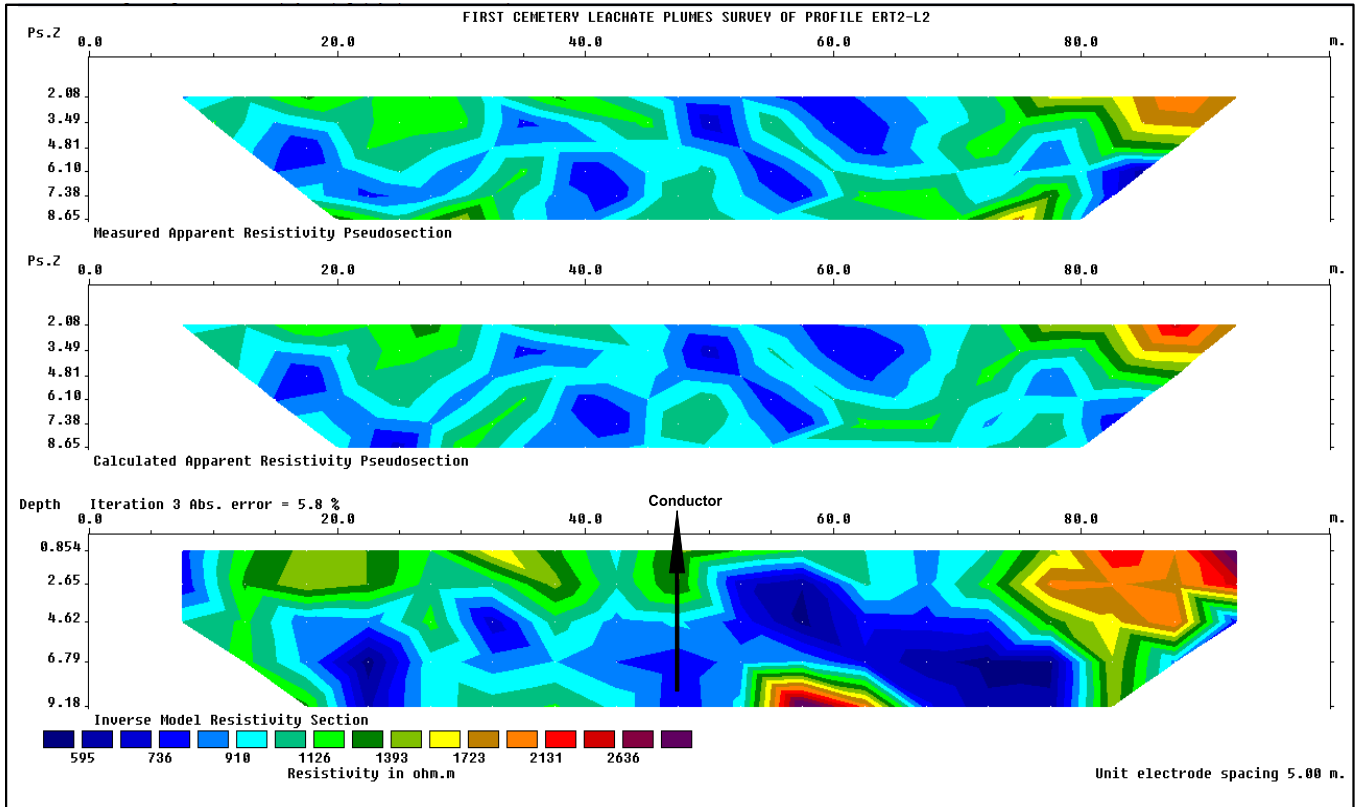 FIRST CEMETERY LEACHATE PLUMES SURVEY OF PROFILE ERT2-L2
Ps.Z 0.0 20.0 40.0 60.0 80.0 m.
2.08
3.49
4.81
6.10
7.38
8.65
Measured Apparent Resistivity Pseudosection
Ps.Z 0.0 20.0 40.0 60.0 80.0 m.
2.08
3.49
4.81
6.10
7.38
8.65
Calculated Apparent Resistivity Pseudosection
Depth Iteration 3 Abs. error = 5.8 % Conductor
0.0 20.0 40.0 60.0 80.0 m.
0.854
2.65
4.62
6.79
9.18
Inverse Model Resistivity Section
595 736 910 1126 1393 1723 2131 2636
Resistivity in ohm.m Unit electrode spacing 5.00 m.